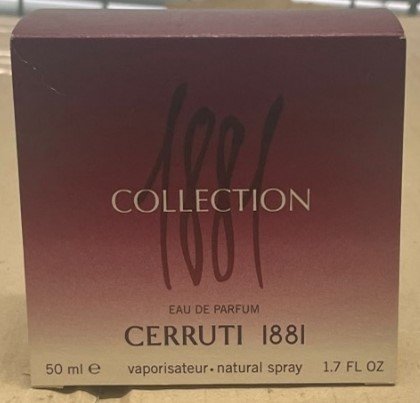 1881
COLLECTION
EAU DE PARFUM
CERRUTI 1881
50 ml ℮ vaporisateur • natural spray 1.7 FL OZ